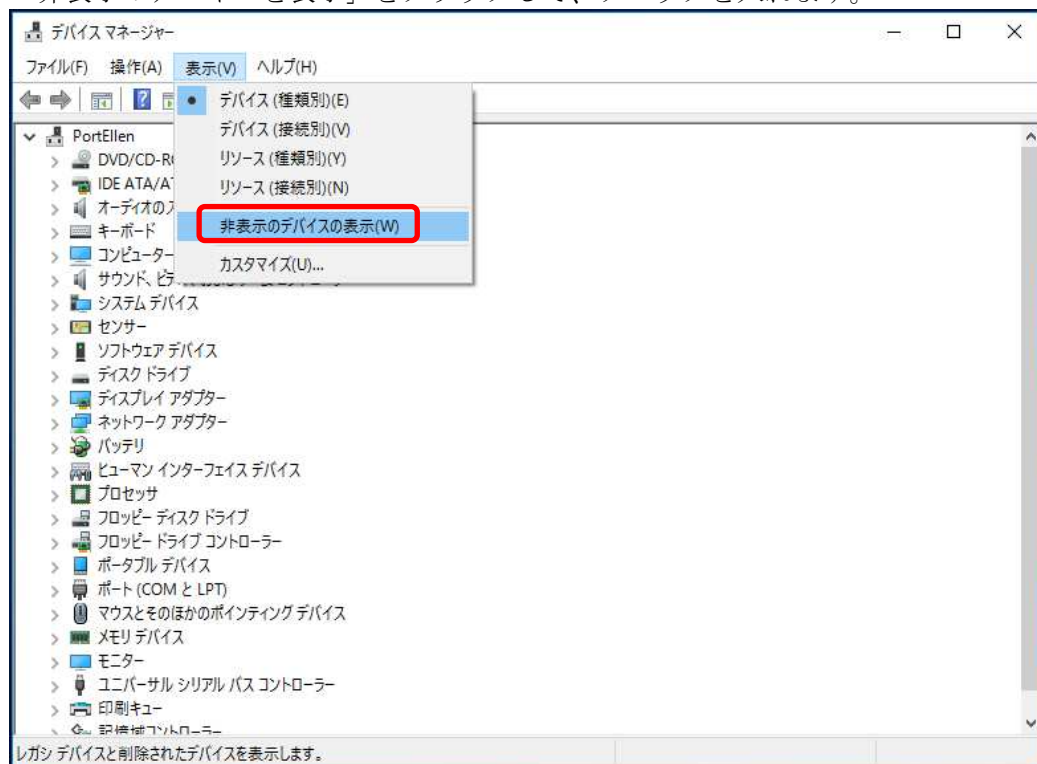 デバイス マネージャー
ファイル(F) 操作(A) 表示(V) ヘルプ(H)
デバイス (種類別)(E)
デバイス (接続別)(V)
リソース (種類別)(Y)
リソース (接続別)(N)
非表示のデバイスの表示(W)
カスタマイズ(U)...
PortEllen
DVD/CD-R
IDE ATA/A
オーディオの
キーボード
コンピューター
サウンド、
システム デバイス
センサー
ソフトウェア デバイス
ディスク ドライブ
ディスプレイ アダプター
ネットワーク アダプター
バッテリ
ヒューマン インターフェイス デバイス
プロセッサ
フロッピー ディスク ドライブ
フロッピー ドライブ コントローラー
ポータブル デバイス
ポート (COM と LPT)
マウスとそのほかのポインティング デバイス
メモリ デバイス
モニター
ユニバーサル シリアル バス コントローラー
印刷キュー
記憶域コントローラー
レガシ デバイスと削除されたデバイスを表示します。